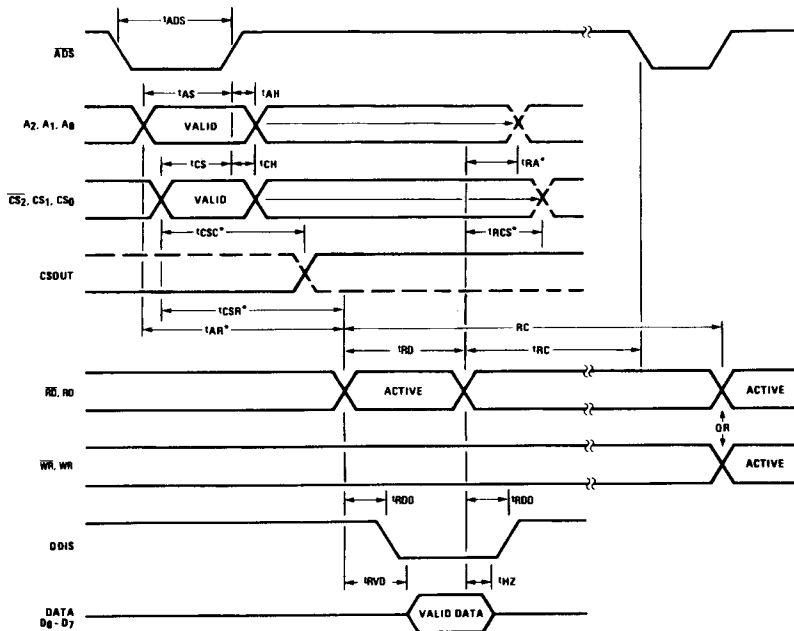 tADS
ADS
tAS tAH
A2, A1, A0 VALID
tCS tCH tRA*
CS2, CS1, CS0 VALID
tCSC* tRCS*
CSOUT
tCSR*
tAR* RC
tRD tRC
RD, RD ACTIVE ACTIVE
OR
WR, WR ACTIVE
tRDD tRDD
DDIS
tRVD tHZ
DATA VALID DATA
D0 - D7